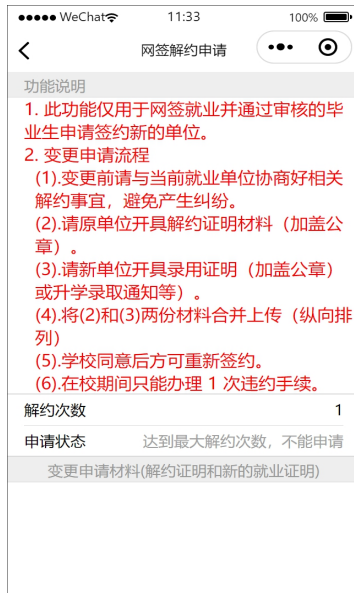 WeChat 11:33 100%
网签解约申请
功能说明
1. 此功能仅用于网签就业并通过审核的毕
业生申请签约新的单位。
2. 变更申请流程
(1).变更前请与当前就业单位协商好相关
解约事宜，避免产生纠纷。
(2).请原单位开具解约证明材料（加盖公
章）。
(3).请新单位开具录用证明（加盖公章）
或升学录取通知等）。
(4).将(2)和(3)两份材料合并上传（纵向排
列）
(5).学校同意后方可重新签约。
(6).在校期间只能办理 1 次违约手续。
解约次数 1
申请状态 达到最大解约次数，不能申请
变更申请材料(解约证明和新的就业证明)